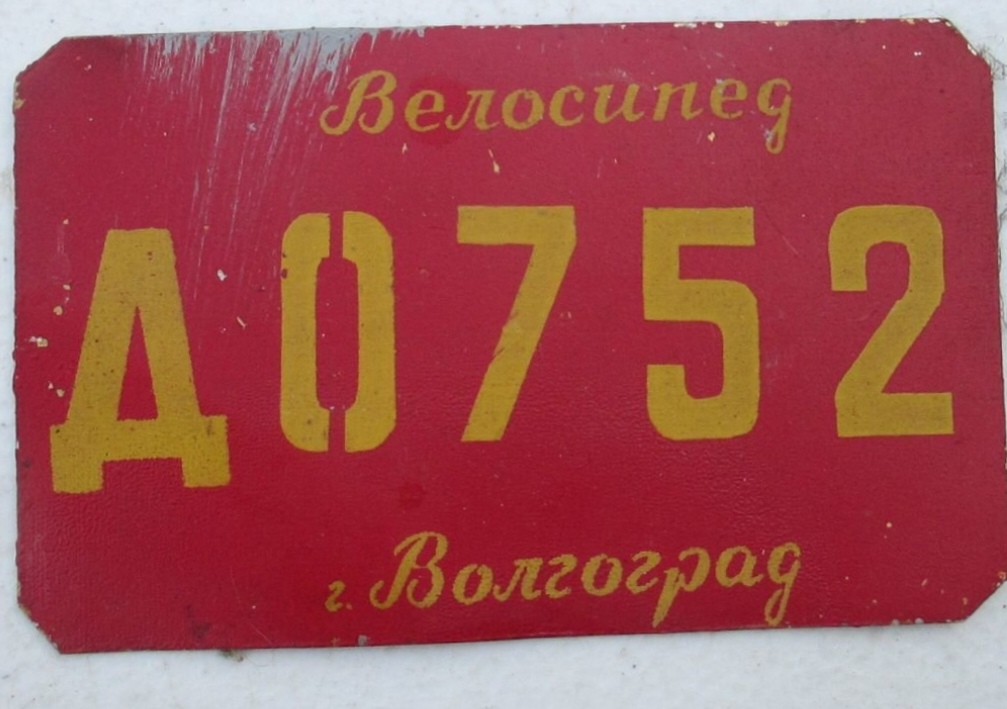 Велосипед
Д0752
г. Волгоград